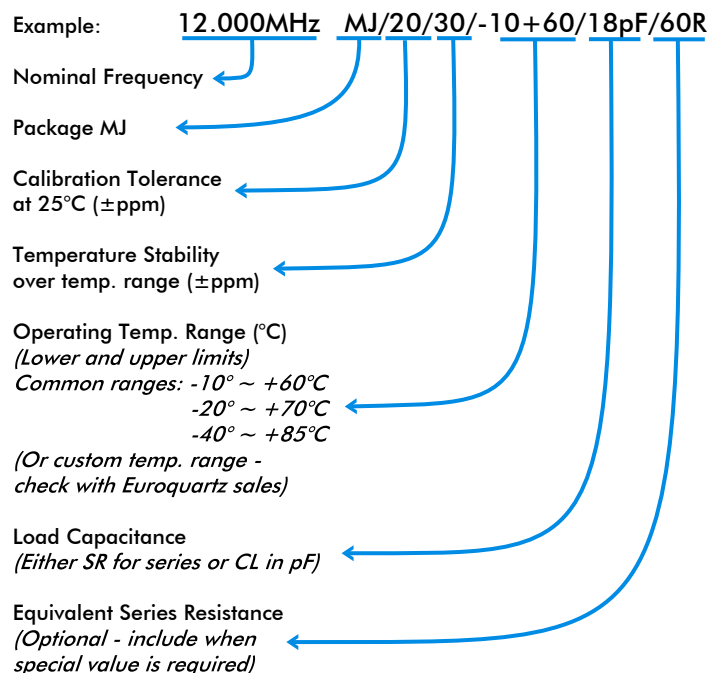 Example: 12.000MHz MJ/20/30/-10+60/18pF/60R
Nominal Frequency
Package MJ
Calibration Tolerance
at 25°C (±ppm)
Temperature Stability
over temp. range (±ppm)
Operating Temp. Range (°C)
(Lower and upper limits)
Common ranges: -10° ~ +60°C
-20° ~ +70°C
-40° ~ +85°C
(Or custom temp. range -
check with Euroquartz sales)
Load Capacitance
(Either SR for series or CL in pF)
Equivalent Series Resistance
(Optional - include when
special value is required)